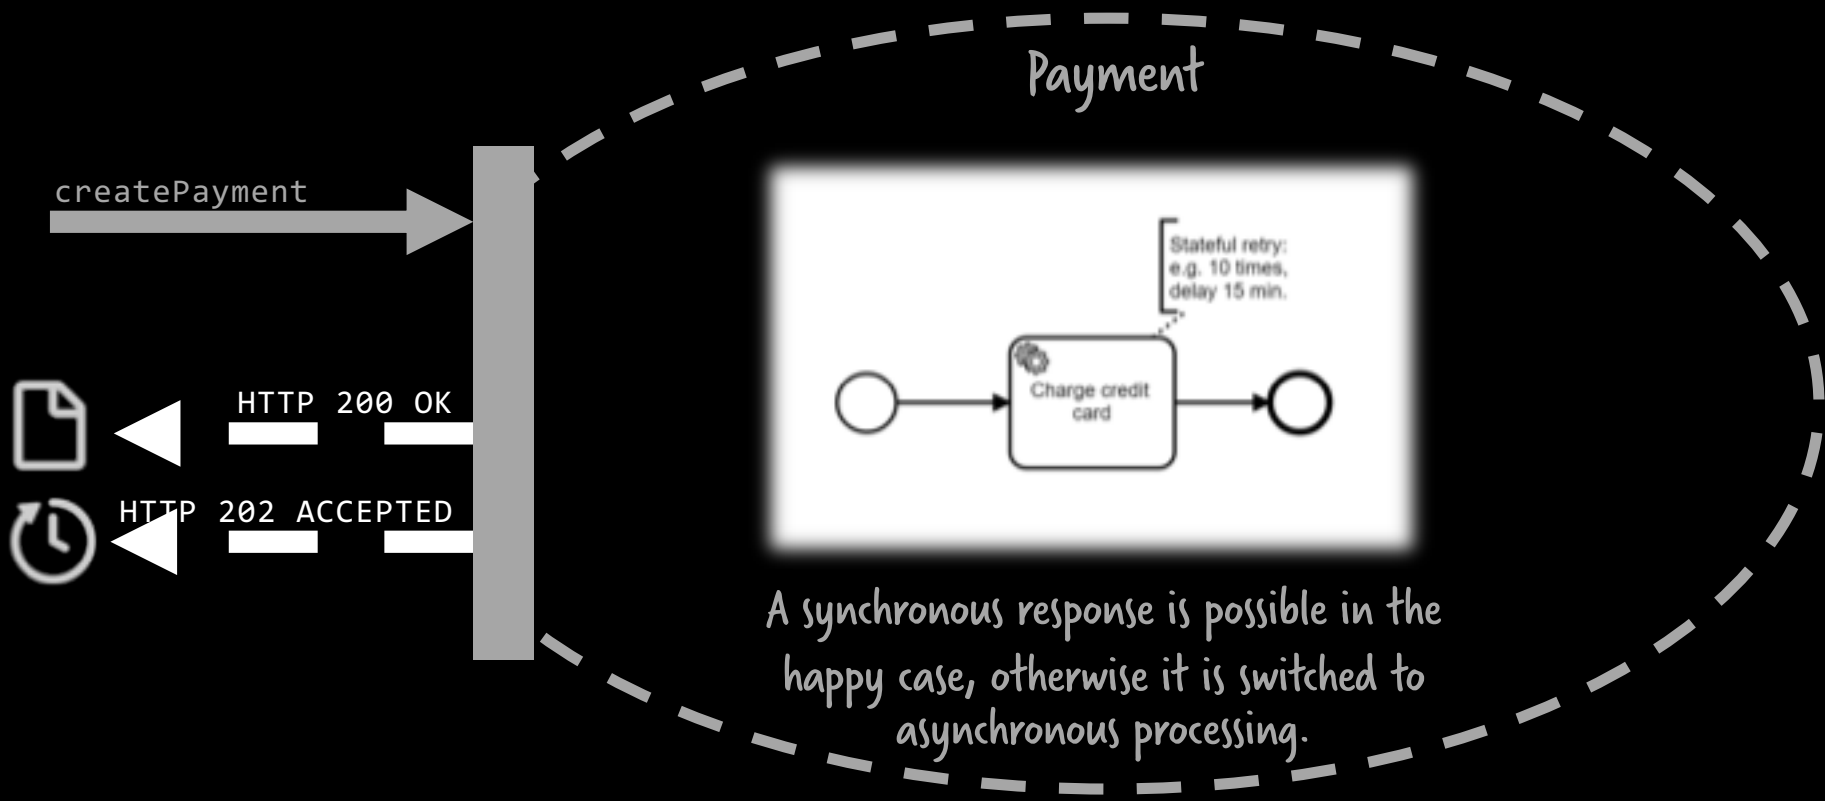 Payment
createPayment
Stateful retry:
e.g. 10 times,
delay 15 min.
Charge credit
card
HTTP 200 OK
HTTP 202 ACCEPTED
A synchronous response is possible in the
happy case, otherwise it is switched to
asynchronous processing.